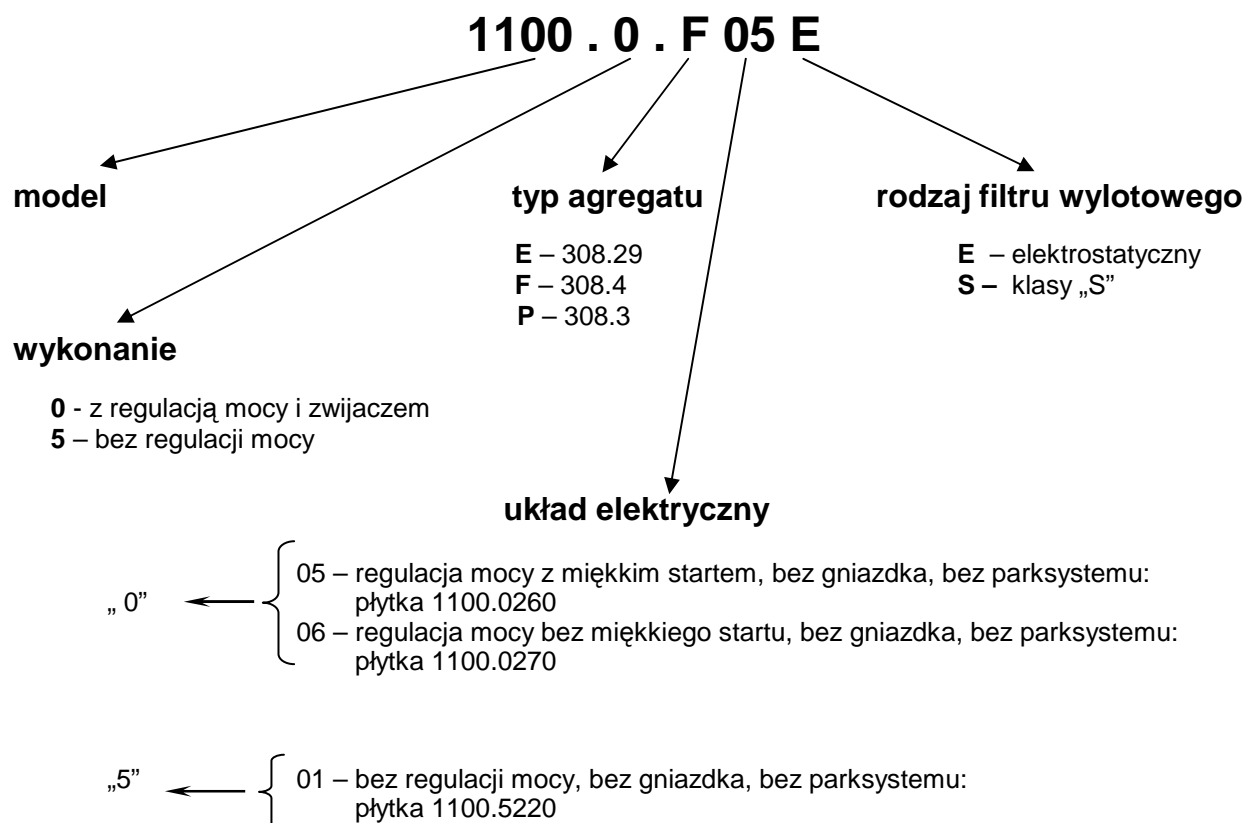 1100 . 0 . F 05 E
model
typ agregatu
rodzaj filtru wylotowego
E – 308.29
F – 308.4
P – 308.3
E – elektrostatyczny
S – klasy „S”
wykonanie
0 - z regulacją mocy i zwijaczem
5 – bez regulacji mocy
układ elektryczny
„ 0”
05 – regulacja mocy z miękkim startem, bez gniazdka, bez parksystemu:
płytka 1100.0260
06 – regulacja mocy bez miękkiego startu, bez gniazdka, bez parksystemu:
płytka 1100.0270
„5”
01 – bez regulacji mocy, bez gniazdka, bez parksystemu:
płytka 1100.5220